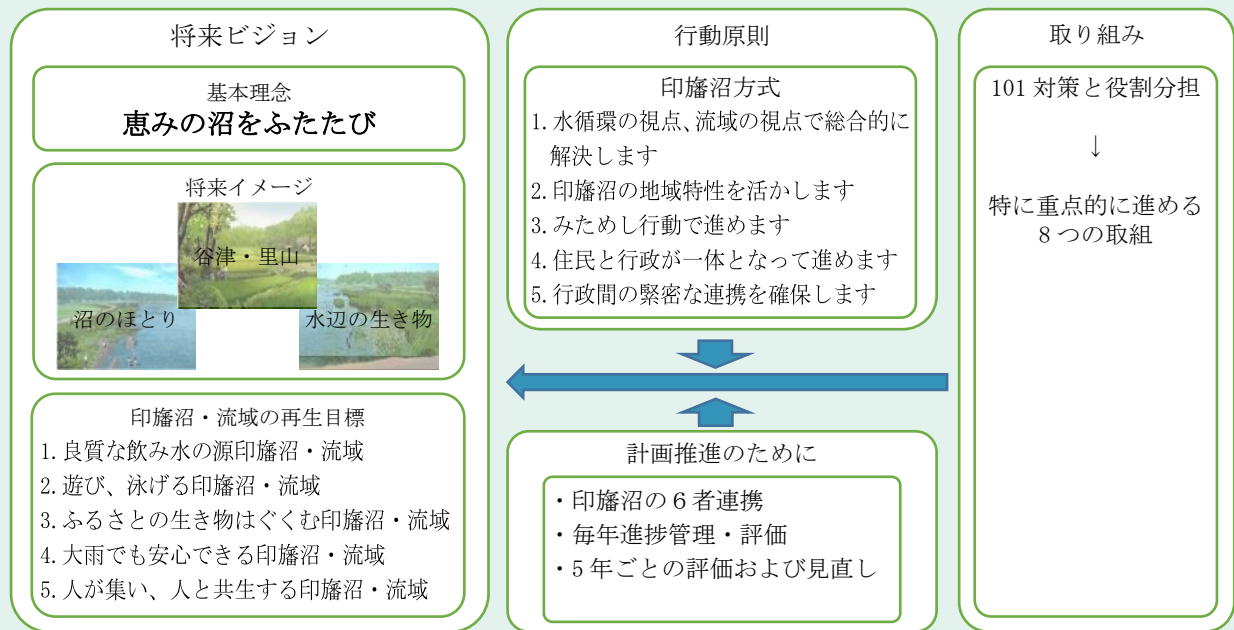 将来ビジョン
基本理念
恵みの沼をふたたび
将来イメージ
谷津・里山
沼のほとり
水辺の生き物
印旛沼・流域の再生目標
1. 良質な飲み水の源印旛沼・流域
2. 遊び、泳げる印旛沼・流域
3. ふるさとの生き物はぐくむ印旛沼・流域
4. 大雨でも安心できる印旛沼・流域
5. 人が集い、人と共生する印旛沼・流域
行動原則
印旛沼方式
1. 水循環の視点、流域の視点で総合的に
解決します
2. 印旛沼の地域特性を活かします
3. みためし行動で進めます
4. 住民と行政が一体となって進めます
5. 行政間の緊密な連携を確保します
計画推進のために
・印旛沼の6者連携
・毎年進捗管理・評価
・5年ごとの評価および見直し
取り組み
101 対策と役割分担
↓
特に重点的に進める
8つの取組